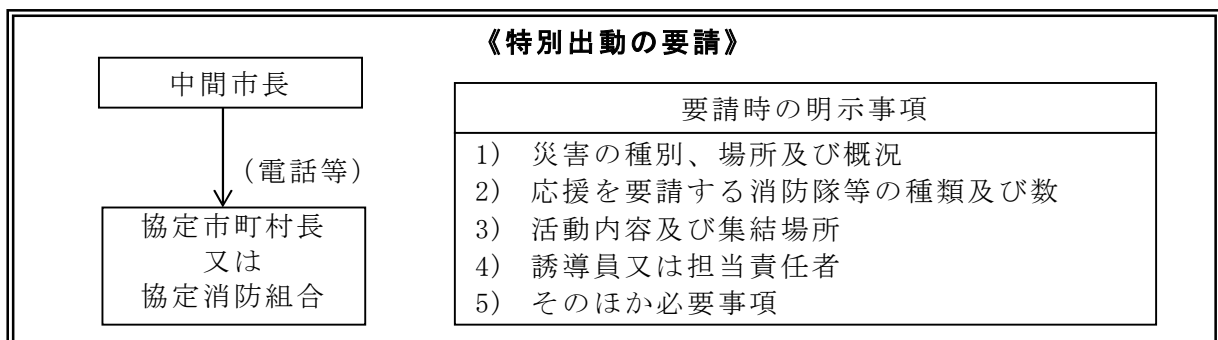 《特別出動の要請》
中間市長
（電話等）
協定市町村長
又は
協定消防組合
要請時の明示事項
1） 災害の種別、場所及び概況
2） 応援を要請する消防隊等の種類及び数
3） 活動内容及び集結場所
4） 誘導員又は担当責任者
5） そのほか必要事項